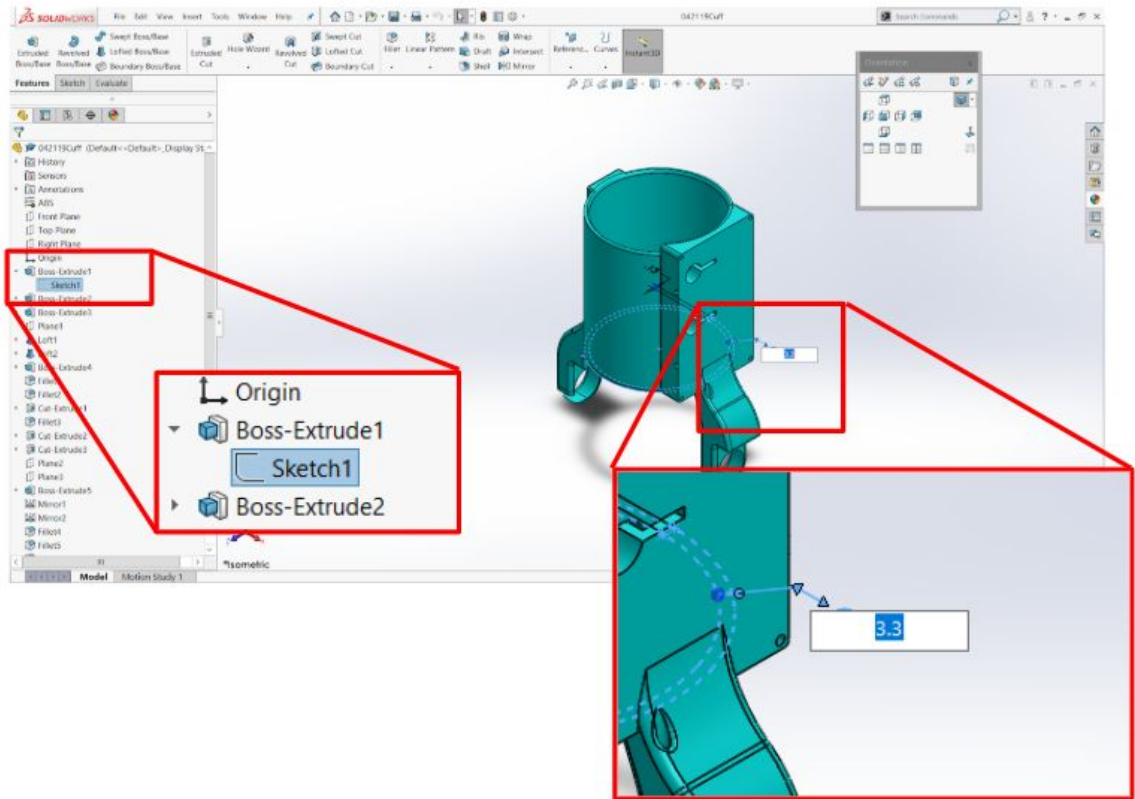 SOLIDWORKS File Edit View Insert Tools Window Help 042119Cuff Search Commands
Extruded Boss/Base Revolved Boss/Base Swept Boss/Base Lofted Boss/Base Boundary Boss/Base Extruded Cut Hole Wizard Revolved Cut Swept Cut Lofted Cut Boundary Cut Fillet Linear Pattern Rib Draft Shell Wrap Intersect Mirror Referenc... Curves Instant3D
Features Sketch Evaluate
Orientation
042119Cuff (Default<<Default>_Display St
History
Sensors
Annotations
ABS
Front Plane
Top Plane
Right Plane
Origin
Boss-Extrude1
Sketch1
Boss-Extrude2
Boss-Extrude3
Plane1
Loft1
Loft2
Boss-Extrude4
Fillet2
Cut-Extrude1
Fillet3
Cut-Extrude2
Cut-Extrude3
Plane2
Plane3
Boss-Extrude5
Mirror1
Mirror2
Fillet4
Fillet5
Origin
Boss-Extrude1
Sketch1
Boss-Extrude2
3.3
3.3
*Isometric
Model Motion Study 1